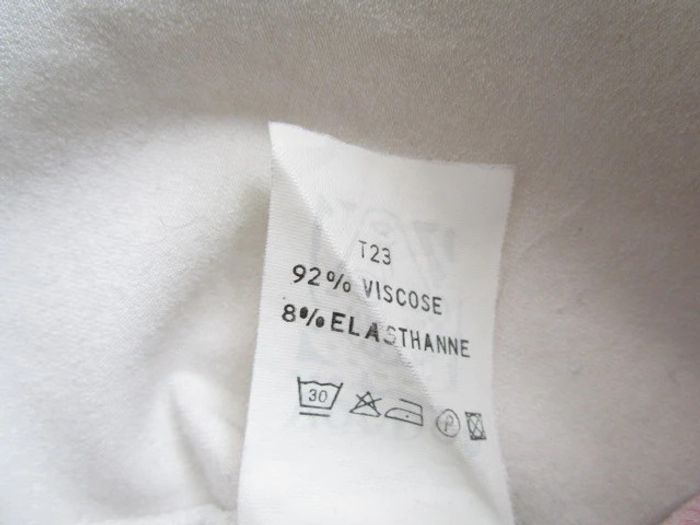 T23
92% VISCOSE
8% ELASTHANNE
30
P